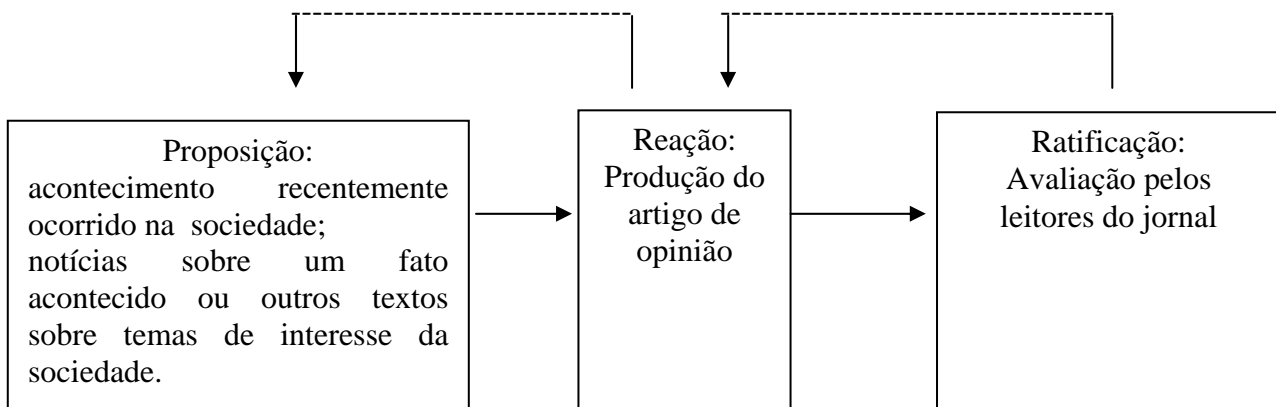 Proposição:
acontecimento recentemente
ocorrido na sociedade;
notícias sobre um fato
acontecido ou outros textos
sobre temas de interesse da
sociedade.
Reação:
Produção do
artigo de
opinião
Ratificação:
Avaliação pelos
leitores do jornal